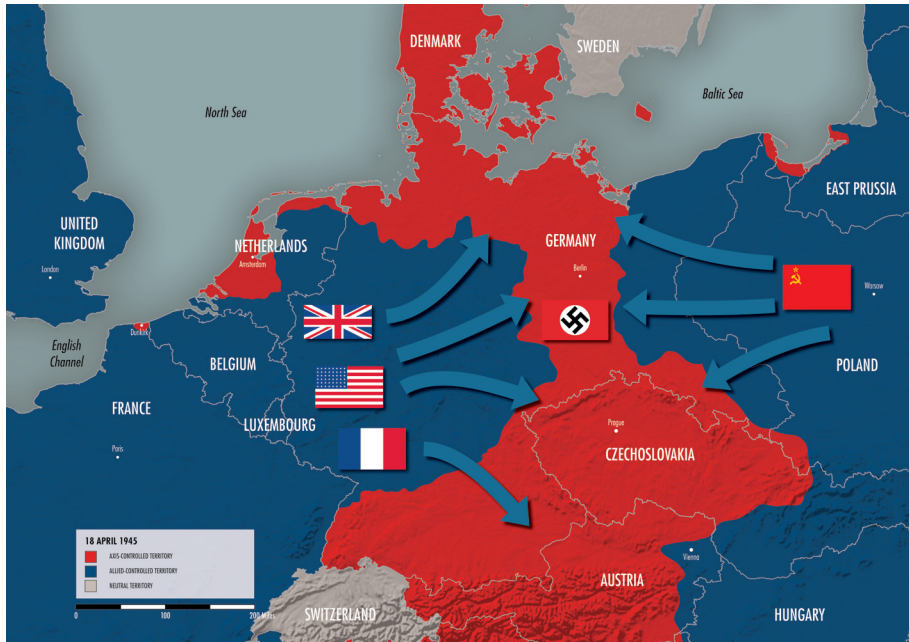 DENMARK
SWEDEN
North Sea
Baltic Sea
EAST PRUSSIA
UNITED
KINGDOM
London
NETHERLANDS
Amsterdam
GERMANY
Berlin
Warsaw
Dunkirk
English
Channel
BELGIUM
POLAND
FRANCE
LUXEMBOURG
Prague
Paris
CZECHOSLOVAKIA
18 APRIL 1945
AXIS-CONTROLLED TERRITORY
ALLIED-CONTROLLED TERRITORY
NEUTRAL TERRITORY
Vienna
AUSTRIA
0 100 200 Miles
SWITZERLAND
HUNGARY